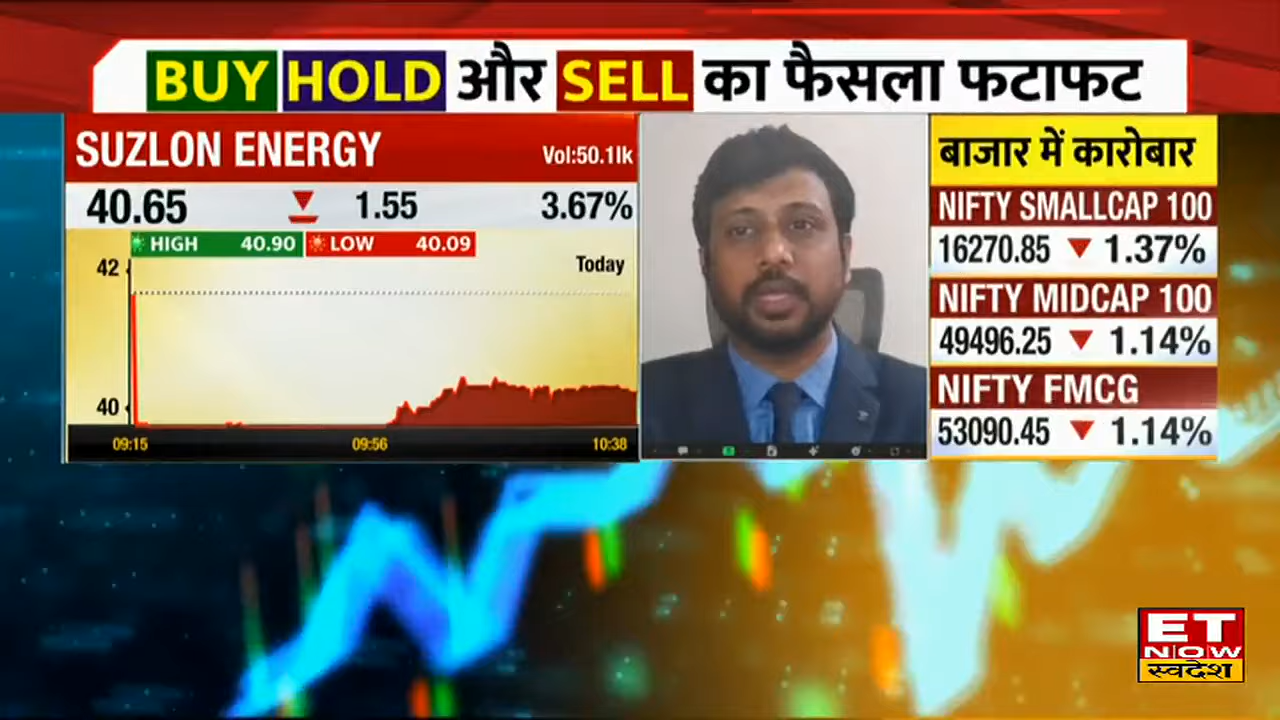 BUY HOLD और SELL का फैसला फटाफट
SUZLON ENERGY Vol:50.1lk
40.65 1.55 3.67%
HIGH 40.90 LOW 40.09
Today
42
40
09:15 09:56 10:38
बाजार में कारोबार
NIFTY SMALLCAP 100
16270.85 1.37%
NIFTY MIDCAP 100
49496.25 1.14%
NIFTY FMCG
53090.45 1.14%
ET
NOW
स्वदेश